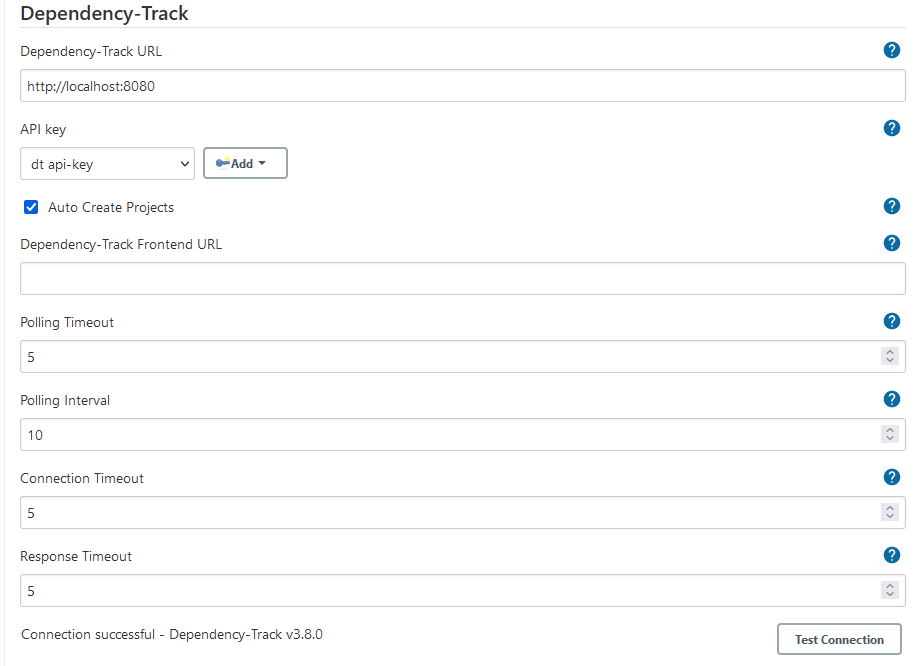 Dependency-Track
Dependency-Track URL
?
http://localhost:8080
API key
?
dt api-key
Add
Auto Create Projects
?
Dependency-Track Frontend URL
?
Polling Timeout
?
5
Polling Interval
?
10
Connection Timeout
?
5
Response Timeout
?
5
Connection successful - Dependency-Track v3.8.0
Test Connection